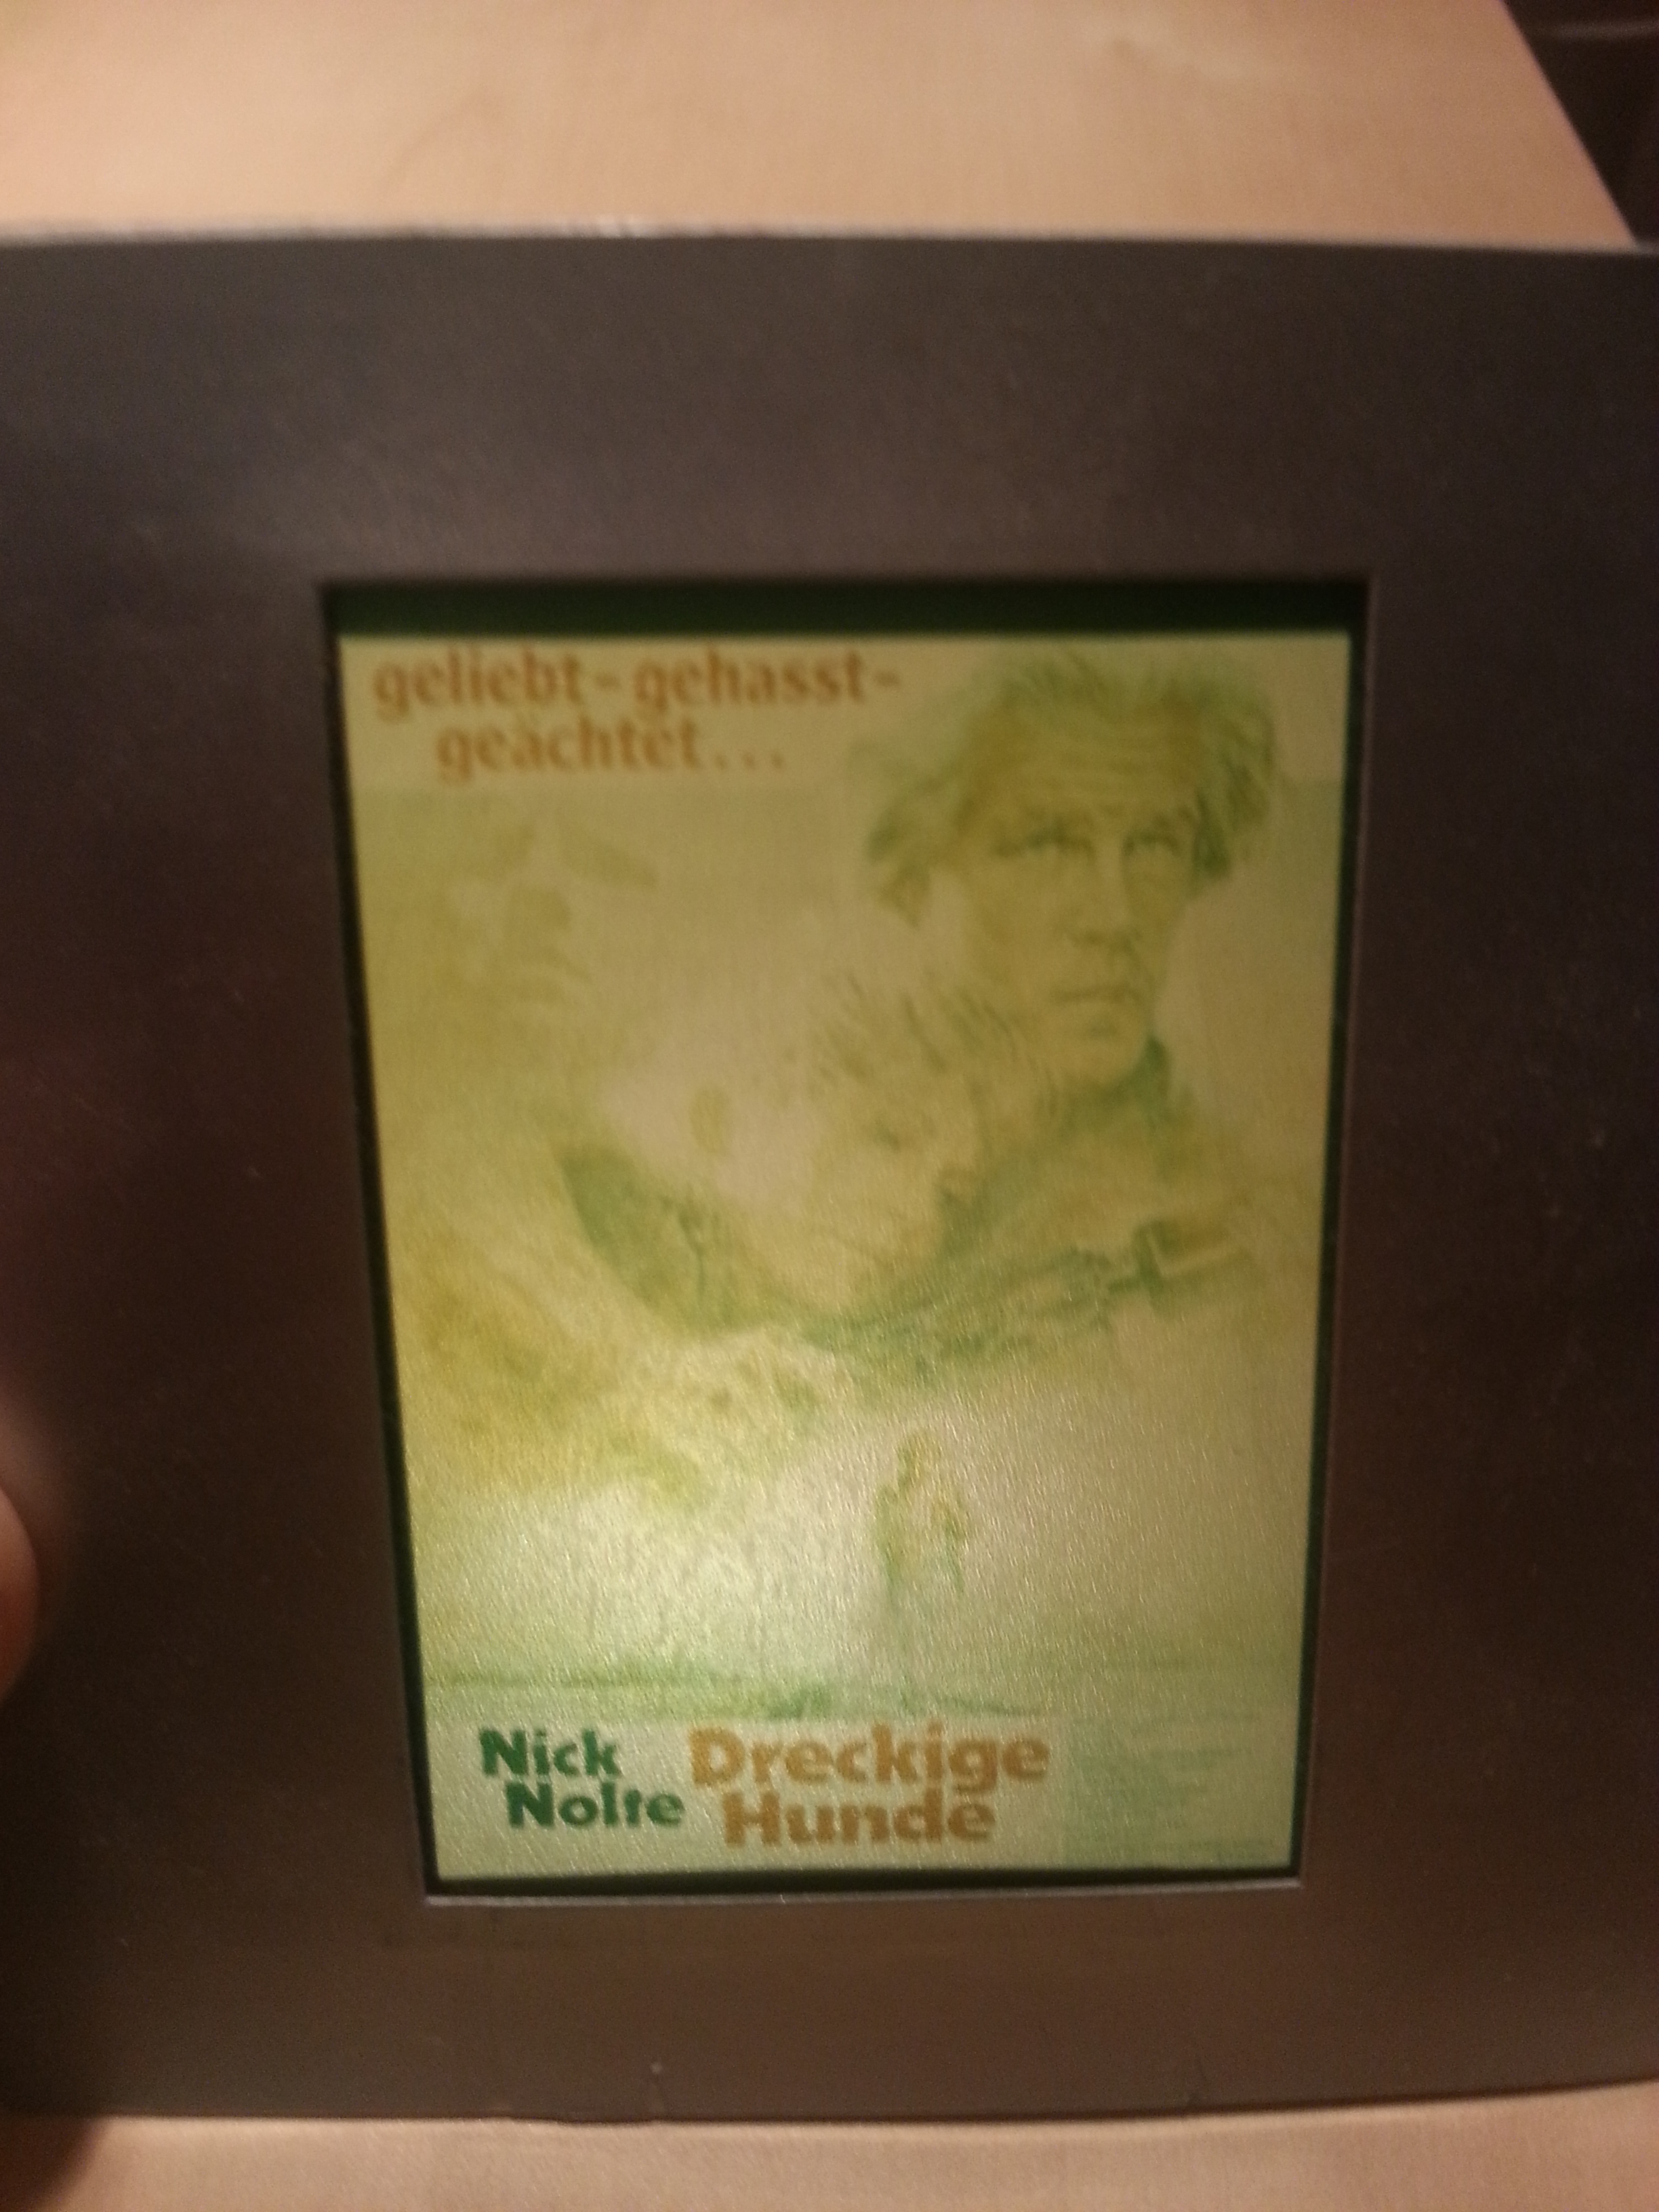 geliebt-gehasst-
geächtet...
Nick
Nolte
Dreckige
Hunde